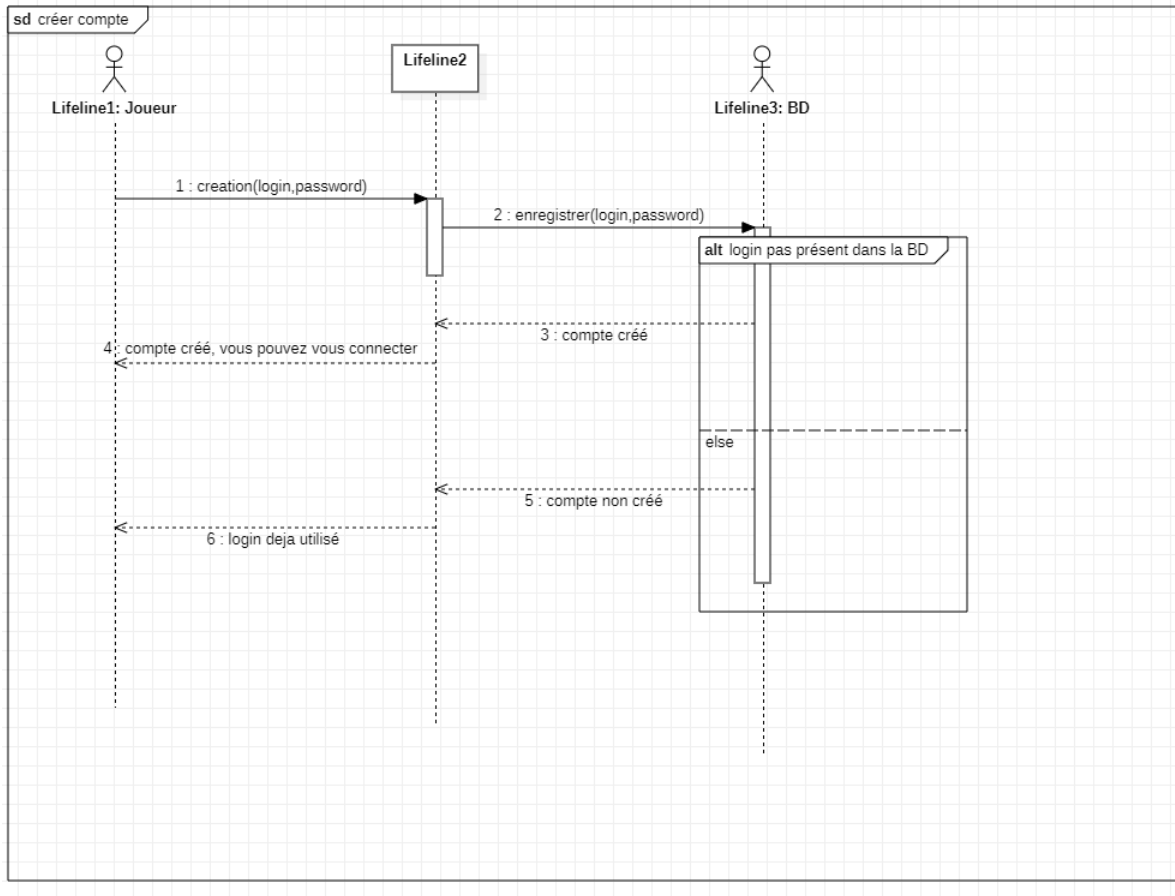 sd créer compte
Lifeline1: Joueur
Lifeline2
Lifeline3: BD
1 : creation(login,password)
2 : enregistrer(login,password)
alt login pas présent dans la BD
3 : compte créé
4 : compte créé, vous pouvez vous connecter
else
5 : compte non créé
6 : login deja utilisé